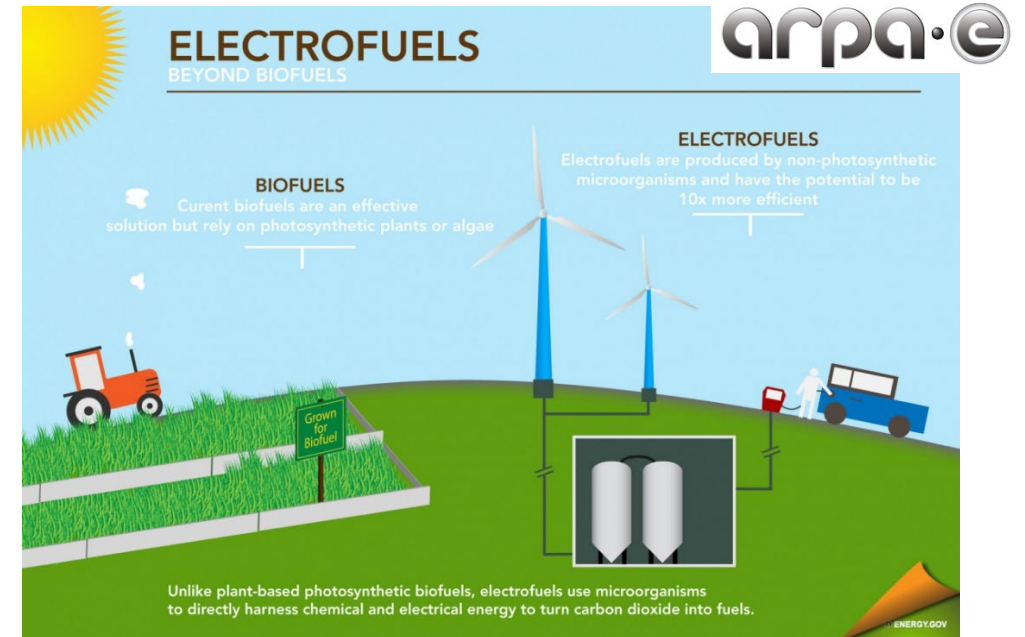 arpa·e
ELECTROFUELS
BEYOND BIOFUELS
BIOFUELS
Curent biofuels are an effective
solution but rely on photosynthetic plants or algae
ELECTROFUELS
Electrofuels are produced by non-photosynthetic
microorganisms and have the potential to be
10x more efficient
Grown
for
Biofuel
Unlike plant-based photosynthetic biofuels, electrofuels use microorganisms
to directly harness chemical and electrical energy to turn carbon dioxide into fuels.
ENERGY.GOV